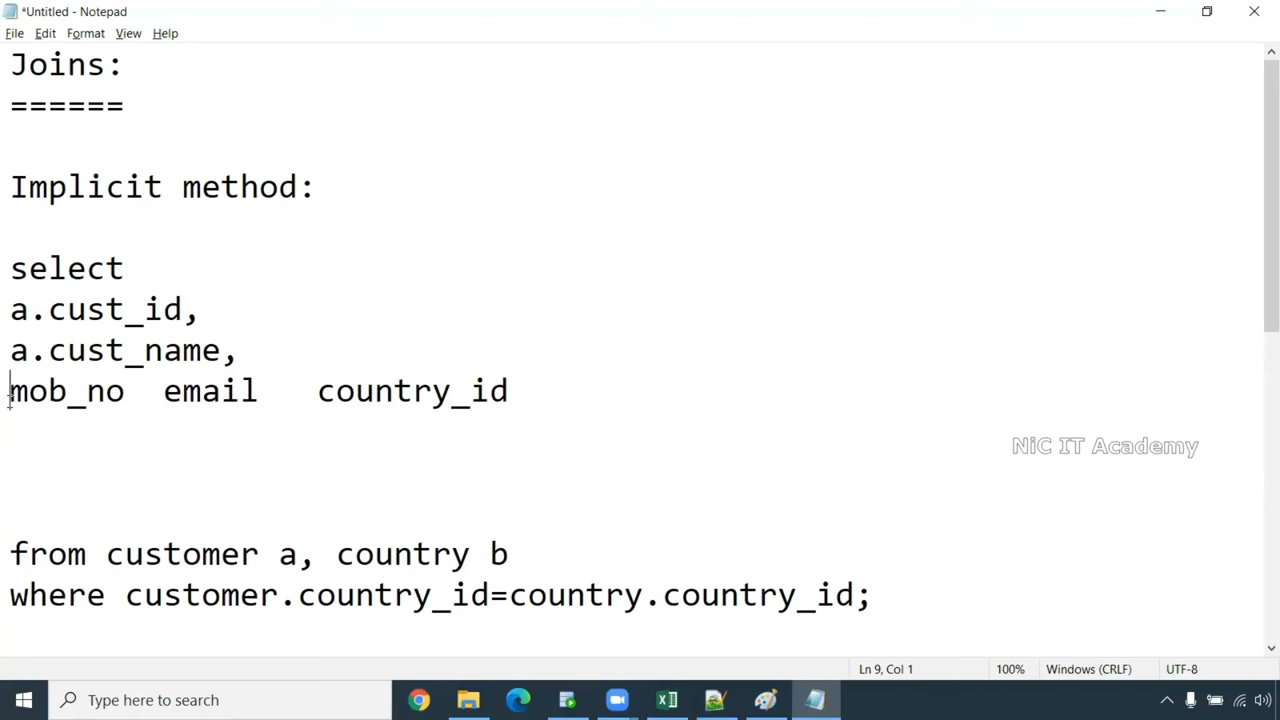 *Untitled - Notepad
File Edit Format View Help
Joins:
======
Implicit method:
select
a.cust_id,
a.cust_name,
mob_no  email   country_id
NiC IT Academy
from customer a, country b
where customer.country_id=country.country_id;
Ln 9, Col 1 100% Windows (CRLF) UTF-8
Type here to search